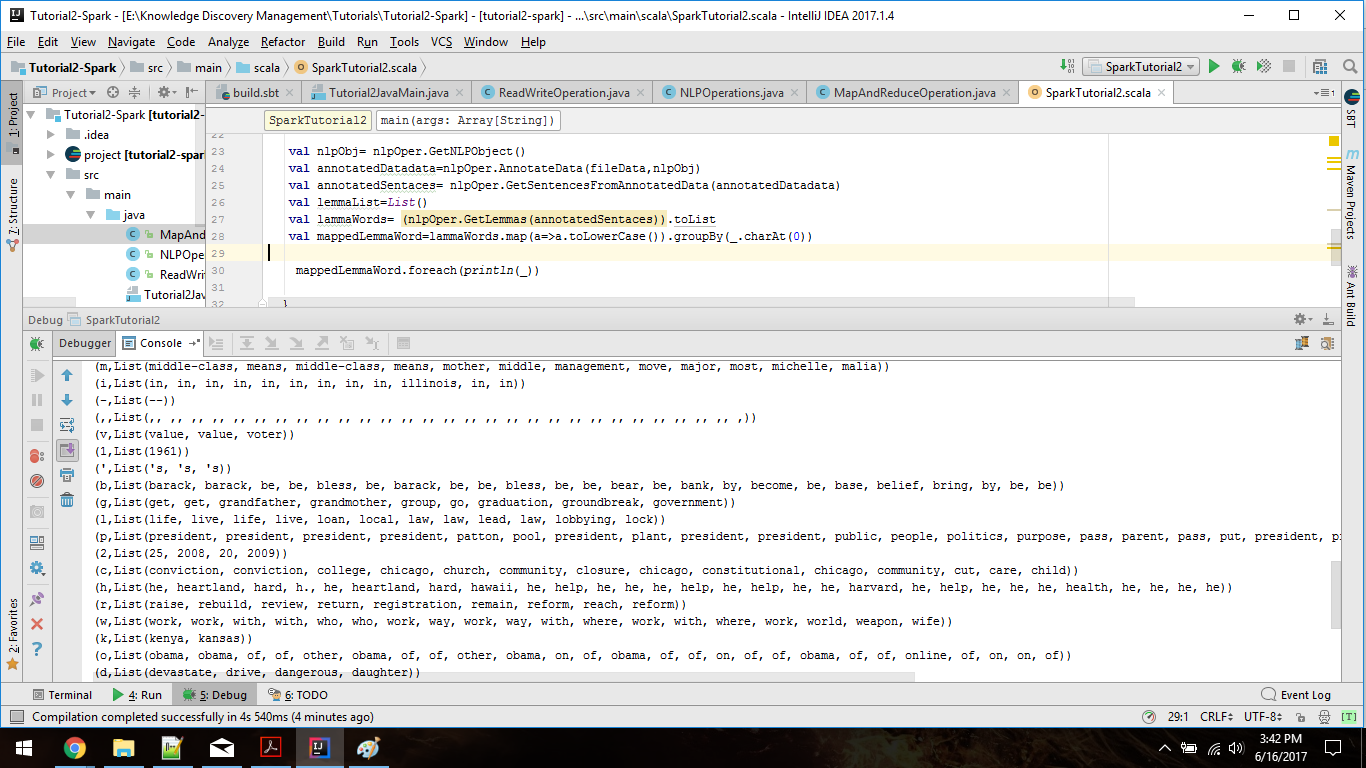 Tutorial2-Spark - [E:\Knowledge Discovery Management\Tutorials\Tutorial2-Spark] - [tutorial2-spark] - ...\src\main\scala\SparkTutorial2.scala - IntelliJ IDEA 2017.1.4
File Edit View Navigate Code Analyze Refactor Build Run Tools VCS Window Help
Tutorial2-Spark src main scala SparkTutorial2.scala SparkTutorial2
Project build.sbt Tutorial2JavaMain.java ReadWriteOperation.java NLPOperations.java MapAndReduceOperation.java SparkTutorial2.scala
1: Project
7: Structure
2: Favorites
Tutorial2-Spark [tutorial2-
.idea
project [tutorial2-spar
src
main
java
MapAnd
NLPOpe
ReadWrit
Tutorial2Jav
SparkTutorial2 main(args: Array[String])
22
23 val nlpObj= nlpOper.GetNLPObject()
24 val annotatedDatadata=nlpOper.AnnotateData(fileData,nlpObj)
25 val annotatedSentaces= nlpOper.GetSentencesFromAnnotatedData(annotatedDatadata)
26 val lemmaList=List()
27 val lammaWords= (nlpOper.GetLemmas(annotatedSentaces)).toList
28 val mappedLemmaWord=lammaWords.map(a=>a.toLowerCase()).groupBy(_.charAt(0))
29
30 mappedLemmaWord.foreach(println(_))
31
32 }
SBT
Maven Projects
Ant Build
Debug SparkTutorial2
Debugger Console
(m,List(middle-class, means, middle-class, means, mother, middle, management, move, major, most, michelle, malia))
(i,List(in, in, in, in, in, in, in, in, in, illinois, in, in))
(-,List(--))
(,,List(,, ,, ,, ,, ,, ,, ,, ,, ,, ,, ,, ,, ,, ,, ,, ,, ,, ,, ,, ,, ,, ,, ,, ,, ,, ,, ,, ,, ,))
(v,List(value, value, voter))
(1,List(1961))
(',List('s, 's, 's))
(b,List(barack, barack, be, be, bless, be, barack, be, be, bless, be, be, bear, be, bank, by, become, be, base, belief, bring, by, be, be))
(g,List(get, get, grandfather, grandmother, group, go, graduation, groundbreak, government))
(l,List(life, live, life, live, loan, local, law, law, lead, law, lobbying, lock))
(p,List(president, president, president, president, patton, pool, president, plant, president, president, public, people, politics, purpose, pass, parent, pass, put, president, p
(2,List(25, 2008, 20, 2009))
(c,List(conviction, conviction, college, chicago, church, community, closure, chicago, constitutional, chicago, community, cut, care, child))
(h,List(he, heartland, hard, h., he, heartland, hard, hawaii, he, help, he, he, he, help, he, help, he, he, harvard, he, help, he, he, he, health, he, he, he, he))
(r,List(raise, rebuild, review, return, registration, remain, reform, reach, reform))
(w,List(work, work, with, with, who, who, work, way, work, way, with, where, work, with, where, work, world, weapon, wife))
(k,List(kenya, kansas))
(o,List(obama, obama, of, of, other, obama, of, of, other, obama, on, of, obama, of, of, on, of, of, obama, of, of, online, of, on, on, of))
(d,List(devastate, drive, dangerous, daughter))
Terminal 4: Run 5: Debug 6: TODO Event Log
Compilation completed successfully in 4s 540ms (4 minutes ago) 29:1 CRLF UTF-8 [T]
3:42 PM
6/16/2017